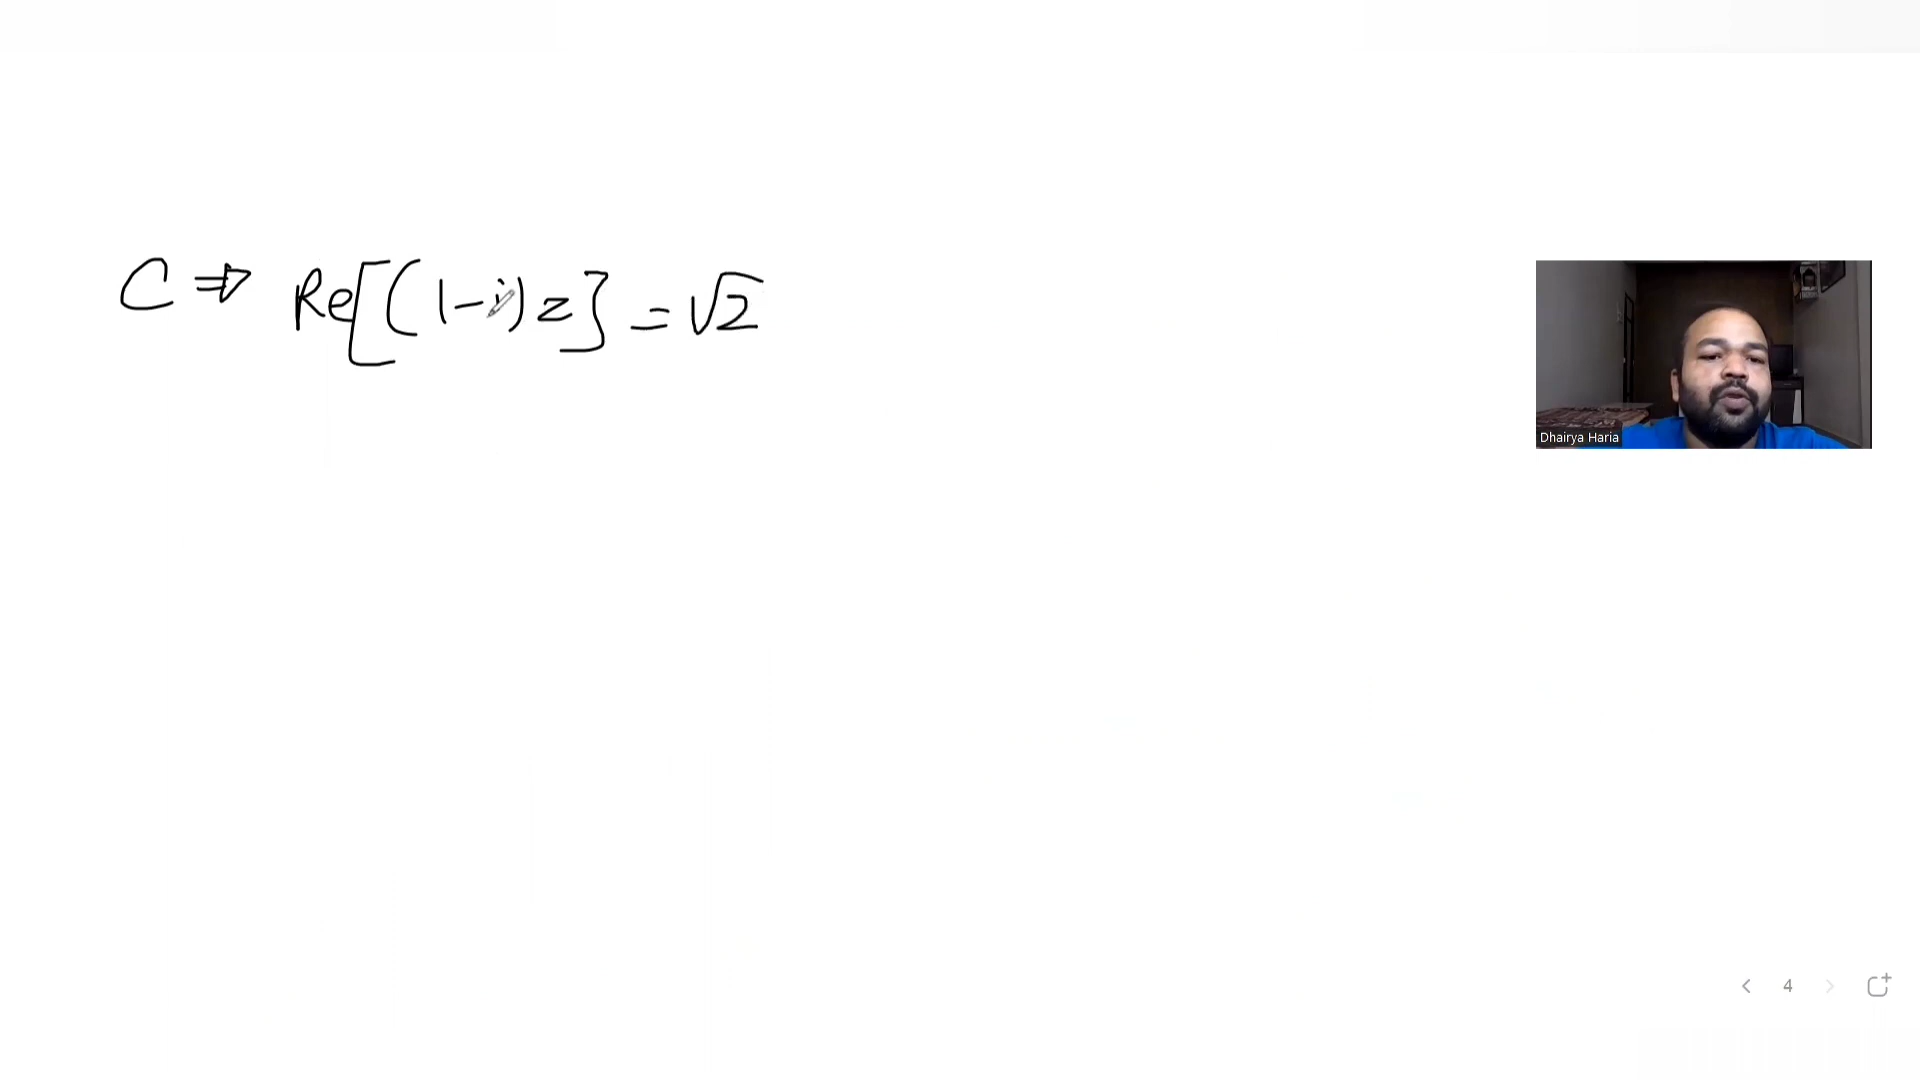 C ⇒ Re[(1-i)z] = √2
Dhairya Haria
4